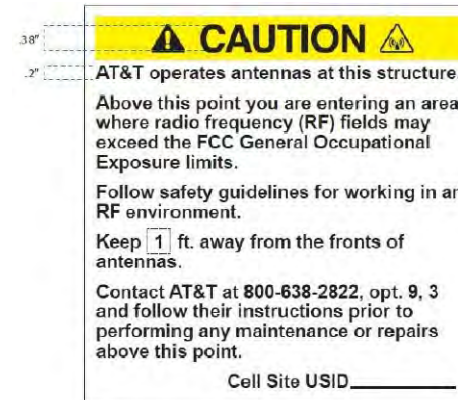 .38"
CAUTION
.2"
AT&T operates antennas at this structure.
Above this point you are entering an area
where radio frequency (RF) fields may
exceed the FCC General Occupational
Exposure limits.
Follow safety guidelines for working in an
RF environment.
Keep 1 ft. away from the fronts of
antennas.
Contact AT&T at 800-638-2822, opt. 9, 3
and follow their instructions prior to
performing any maintenance or repairs
above this point.
Cell Site USID